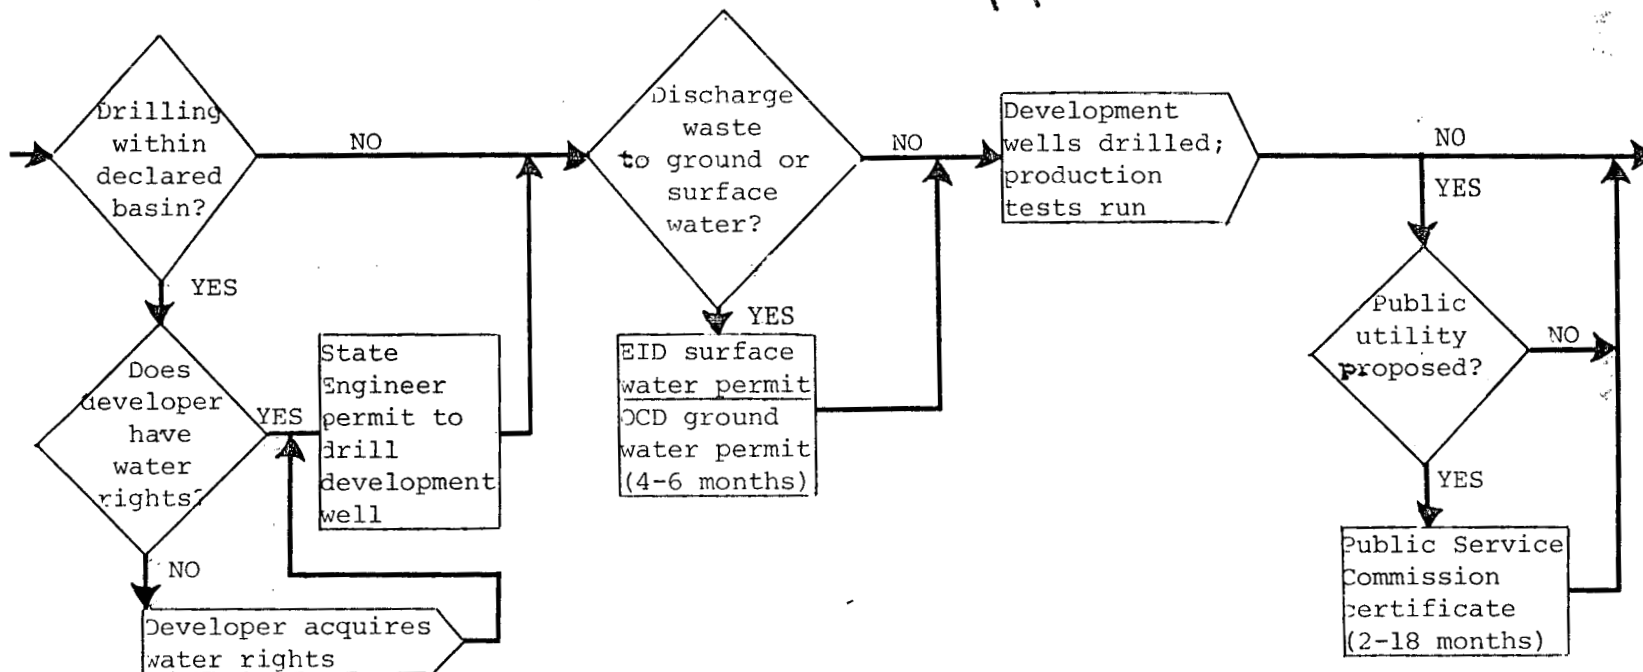 Drilling
within
declared
basin?
NO
YES
Does
developer
have
water
rights?
YES
NO
State
Engineer
permit to
drill
development
well
Developer acquires
water rights
Discharge
waste
to ground or
surface
water?
NO
YES
EID surface
water permit
OCD ground
water permit
(4-6 months)
Development
wells drilled;
production
tests run
NO
YES
Public
utility
proposed?
NO
YES
Public Service
Commission
certificate
(2-18 months)